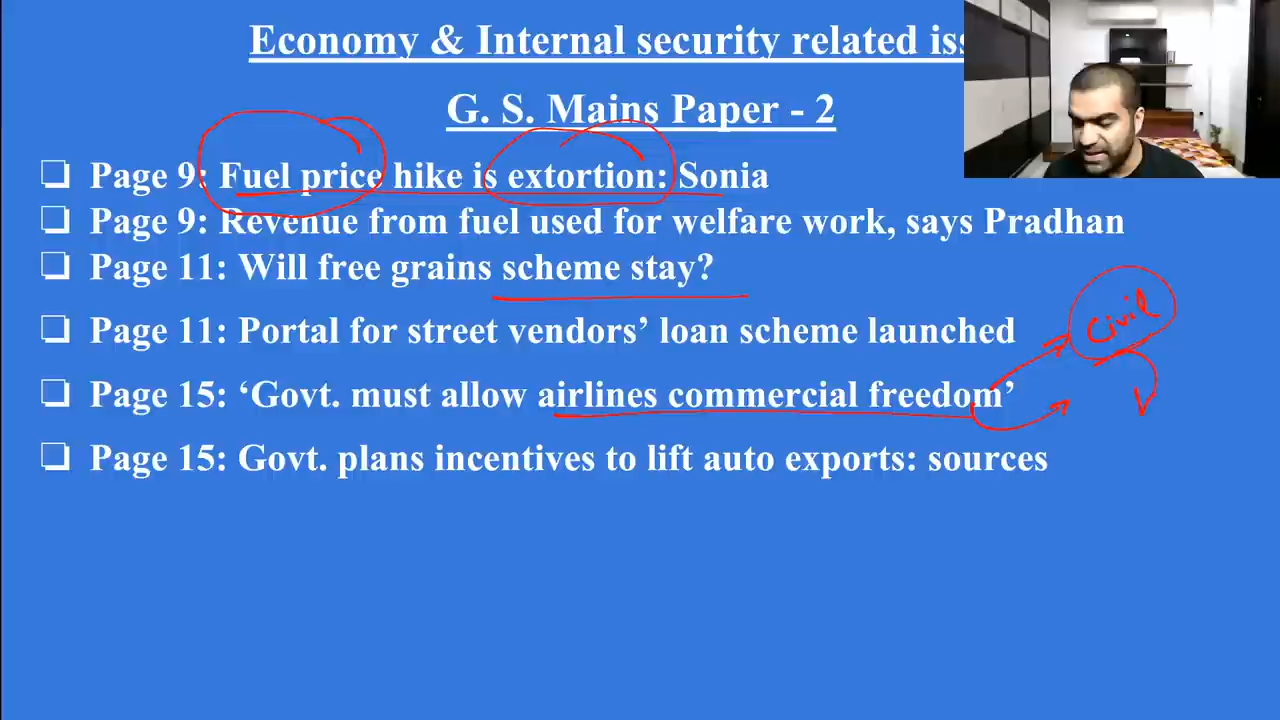 Economy & Internal security related iss
G. S. Mains Paper - 2
Page 9: Fuel price hike is extortion: Sonia
Page 9: Revenue from fuel used for welfare work, says Pradhan
Page 11: Will free grains scheme stay?
Civil
Page 11: Portal for street vendors’ loan scheme launched
Page 15: ‘Govt. must allow airlines commercial freedom’
Page 15: Govt. plans incentives to lift auto exports: sources